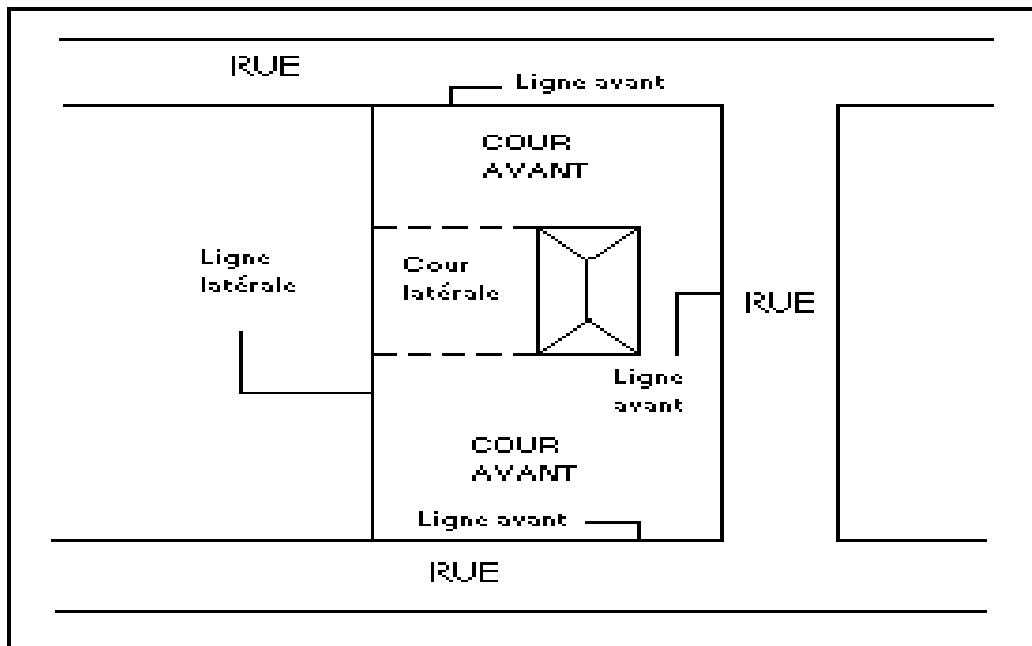 RUE
Ligne avant
COUR
AVANT
Ligne
latérale
Cour
latérale
RUE
Ligne
avant
COUR
AVANT
Ligne avant
RUE